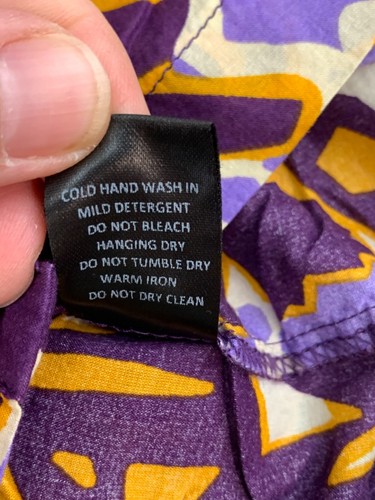 COLD HAND WASH IN
MILD DETERGENT
DO NOT BLEACH
HANGING DRY
DO NOT TUMBLE DRY
WARM IRON
DO NOT DRY CLEAN